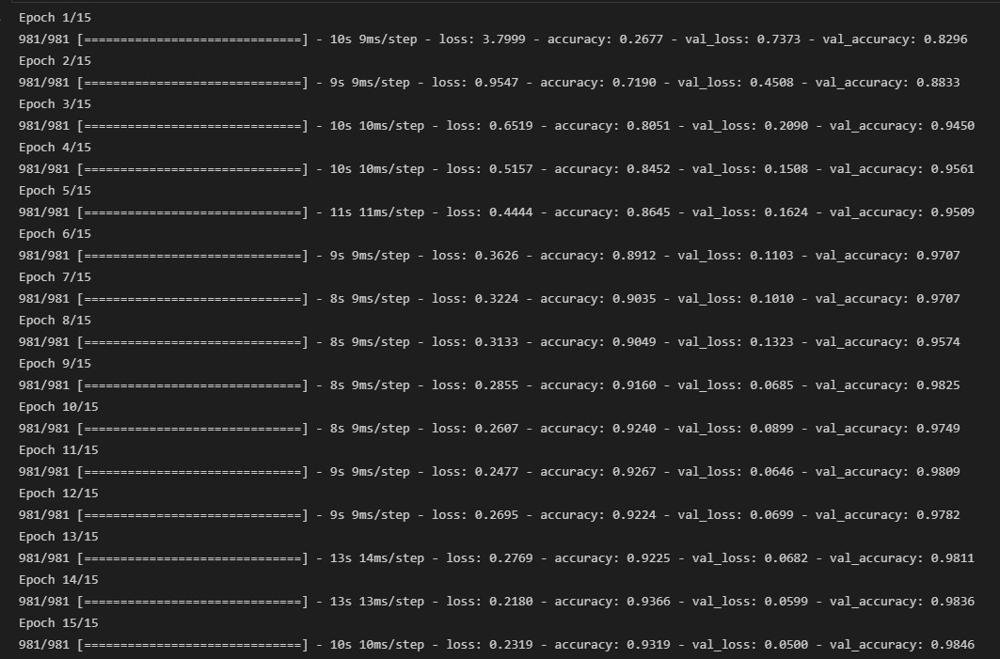 Epoch 1/15
981/981 [==============================] - 10s 9ms/step - loss: 3.7999 - accuracy: 0.2677 - val_loss: 0.7373 - val_accuracy: 0.8296
Epoch 2/15
981/981 [==============================] - 9s 9ms/step - loss: 0.9547 - accuracy: 0.7190 - val_loss: 0.4508 - val_accuracy: 0.8833
Epoch 3/15
981/981 [==============================] - 10s 10ms/step - loss: 0.6519 - accuracy: 0.8051 - val_loss: 0.2090 - val_accuracy: 0.9450
Epoch 4/15
981/981 [==============================] - 10s 10ms/step - loss: 0.5157 - accuracy: 0.8452 - val_loss: 0.1508 - val_accuracy: 0.9561
Epoch 5/15
981/981 [==============================] - 11s 11ms/step - loss: 0.4444 - accuracy: 0.8645 - val_loss: 0.1624 - val_accuracy: 0.9509
Epoch 6/15
981/981 [==============================] - 9s 9ms/step - loss: 0.3626 - accuracy: 0.8912 - val_loss: 0.1103 - val_accuracy: 0.9707
Epoch 7/15
981/981 [==============================] - 8s 9ms/step - loss: 0.3224 - accuracy: 0.9035 - val_loss: 0.1010 - val_accuracy: 0.9707
Epoch 8/15
981/981 [==============================] - 8s 9ms/step - loss: 0.3133 - accuracy: 0.9049 - val_loss: 0.1323 - val_accuracy: 0.9574
Epoch 9/15
981/981 [==============================] - 8s 9ms/step - loss: 0.2855 - accuracy: 0.9160 - val_loss: 0.0685 - val_accuracy: 0.9825
Epoch 10/15
981/981 [==============================] - 8s 9ms/step - loss: 0.2607 - accuracy: 0.9240 - val_loss: 0.0899 - val_accuracy: 0.9749
Epoch 11/15
981/981 [==============================] - 9s 9ms/step - loss: 0.2477 - accuracy: 0.9267 - val_loss: 0.0646 - val_accuracy: 0.9809
Epoch 12/15
981/981 [==============================] - 9s 9ms/step - loss: 0.2695 - accuracy: 0.9224 - val_loss: 0.0699 - val_accuracy: 0.9782
Epoch 13/15
981/981 [==============================] - 13s 14ms/step - loss: 0.2769 - accuracy: 0.9225 - val_loss: 0.0682 - val_accuracy: 0.9811
Epoch 14/15
981/981 [==============================] - 13s 13ms/step - loss: 0.2180 - accuracy: 0.9366 - val_loss: 0.0599 - val_accuracy: 0.9836
Epoch 15/15
981/981 [==============================] - 10s 10ms/step - loss: 0.2319 - accuracy: 0.9319 - val_loss: 0.0500 - val_accuracy: 0.9846